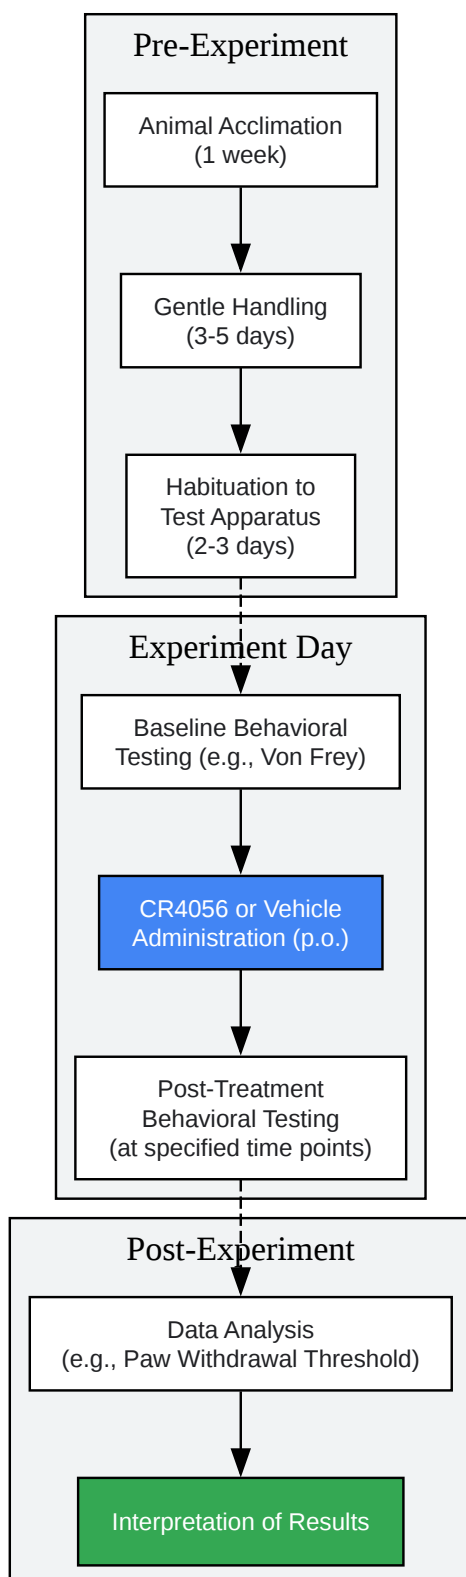 Pre-Experiment
Animal Acclimation
(1 week)
Gentle Handling
(3-5 days)
Habituation to
Test Apparatus
(2-3 days)
Experiment Day
Baseline Behavioral
Testing (e.g., Von Frey)
CR4056 or Vehicle
Administration (p.o.)
Post-Treatment
Behavioral Testing
(at specified time points)
Post-Experiment
Data Analysis
(e.g., Paw Withdrawal Threshold)
Interpretation of Results